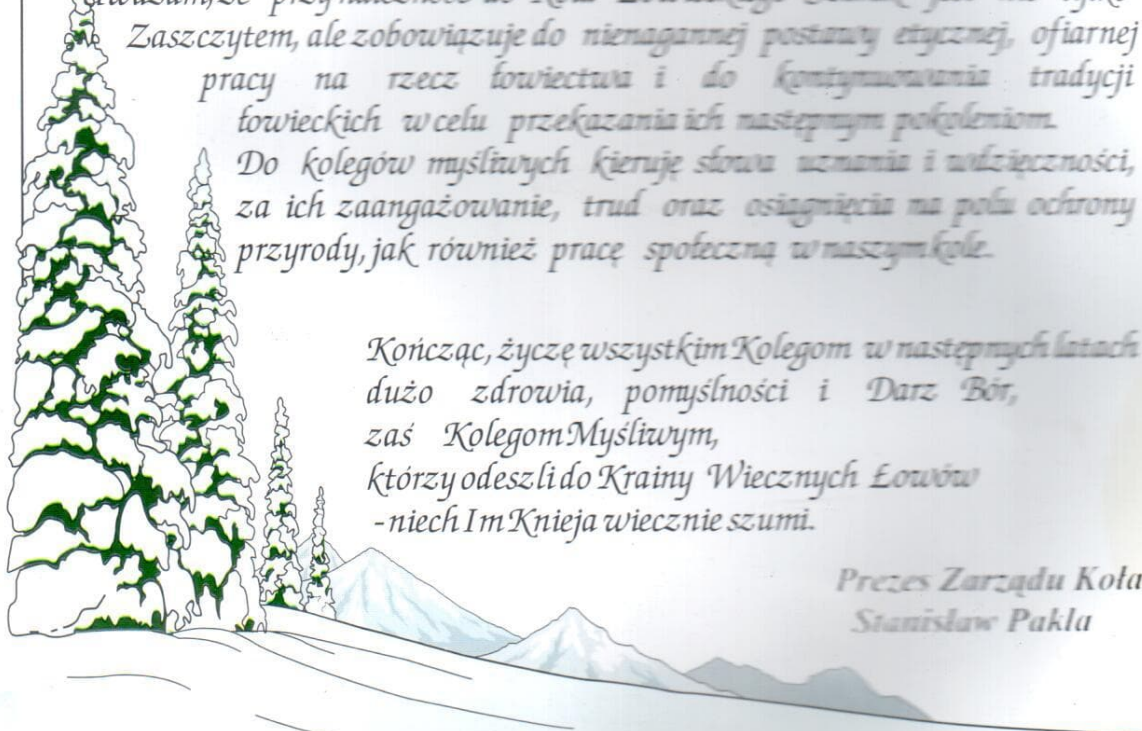 Zaszczytem, ale zobowiązuje do nienagannej postawy etycznej, ofiarnej
pracy na rzecz łowiectwa i do kontynuowania tradycji
łowieckich w celu przekazania ich następnym pokoleniom.
Do kolegów myśliwych kieruję słowa uznania i wdzięczności,
za ich zaangażowanie, trud oraz osiągnięcia na polu ochrony
przyrody, jak również pracę społeczną w naszym kole.
Kończąc, życzę wszystkim Kolegom w następnych latach
dużo zdrowia, pomyślności i Darz Bór,
zaś Kolegom Myśliwym,
którzy odeszli do Krainy Wiecznych Łowów
- niech Im Knieja wiecznie szumi.
Prezes Zarządu Koła
Stanisław Pakla